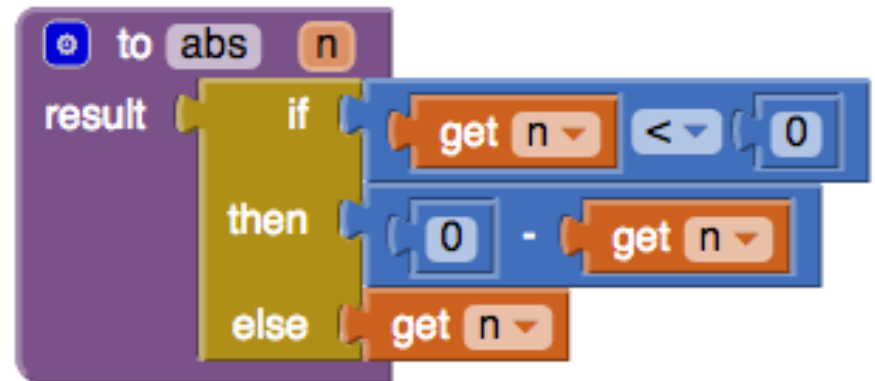 to abs n
result if get n < 0
then 0 - get n
else get n